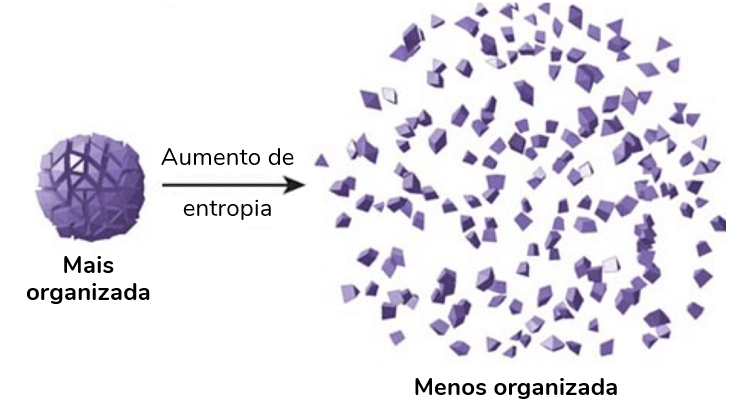 Aumento de
entropia
Mais
organizada
Menos organizada